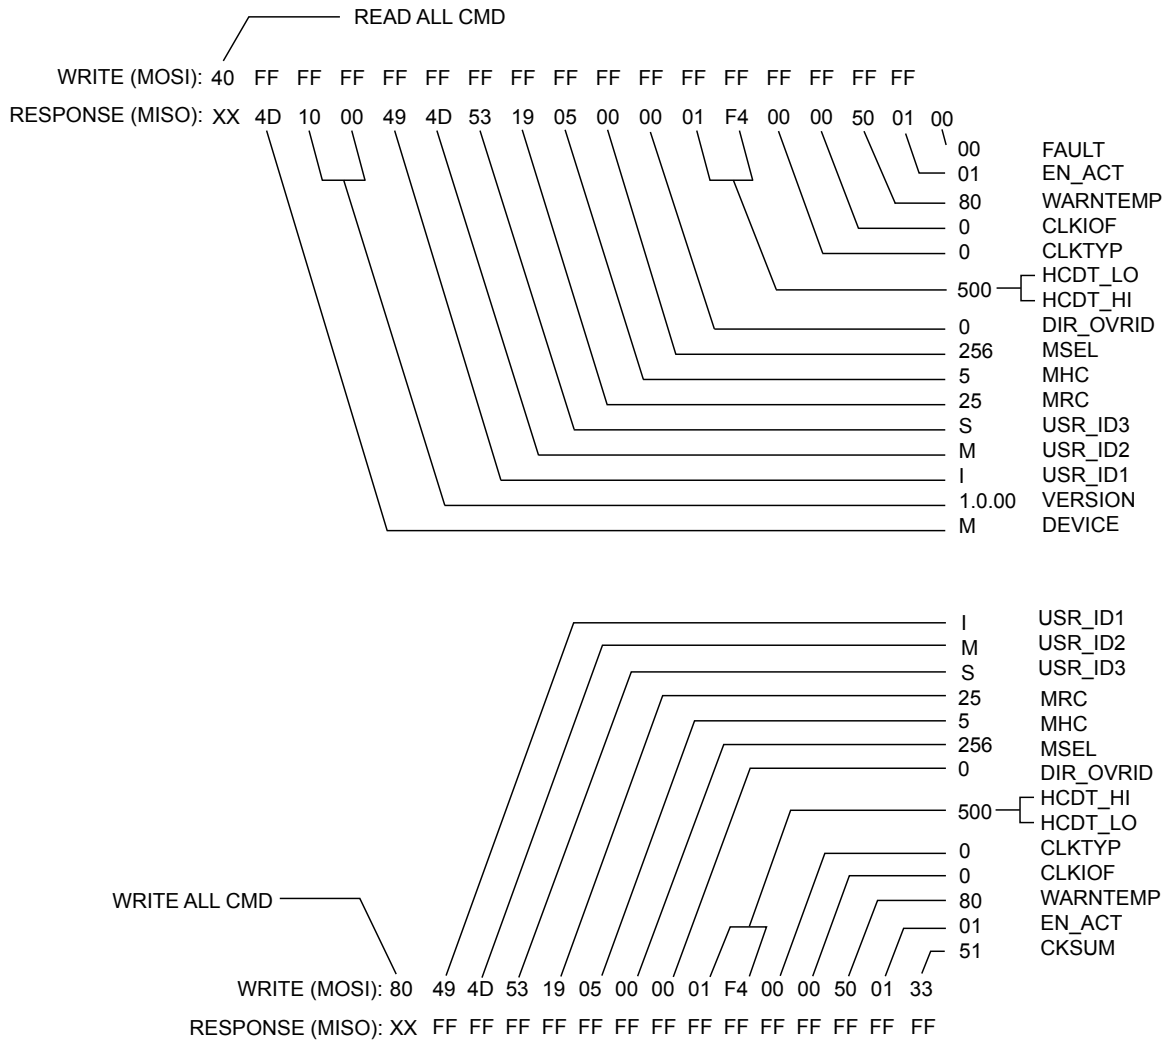 READ ALL CMD
WRITE (MOSI): 40 FF FF FF FF FF FF FF FF FF FF FF FF FF FF FF FF
RESPONSE (MISO): XX 4D 10 00 49 4D 53 19 05 00 00 01 F4 00 00 50 01 00
00 FAULT
01 EN_ACT
80 WARNTEMP
0 CLKIOF
0 CLKTYP
HCDT_LO
500
HCDT_HI
0 DIR_OVRID
256 MSEL
5 MHC
25 MRC
S USR_ID3
M USR_ID2
I USR_ID1
1.0.00 VERSION
M DEVICE
I USR_ID1
M USR_ID2
S USR_ID3
25 MRC
5 MHC
256 MSEL
0 DIR_OVRID
HCDT_HI
500
HCDT_LO
0 CLKTYP
0 CLKIOF
80 WARNTEMP
WRITE ALL CMD
01 EN_ACT
51 CKSUM
WRITE (MOSI): 80 49 4D 53 19 05 00 00 01 F4 00 00 50 01 33
RESPONSE (MISO): XX FF FF FF FF FF FF FF FF FF FF FF FF FF FF